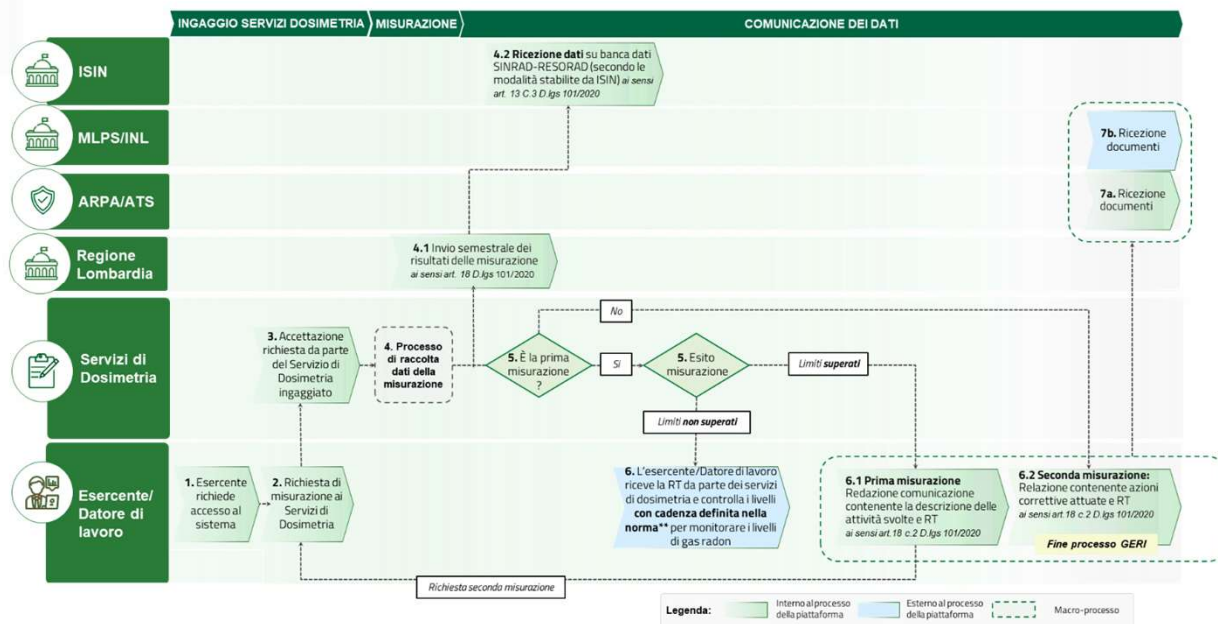 INGAGGIO SERVIZI DOSIMETRIA
MISURAZIONE
COMUNICAZIONE DEI DATI
ISIN
4.2 Ricezione dati su banca dati
SINRAD-RESORAD (secondo le
modalità stabilite da ISIN) ai sensi
art. 13 C.3 D.lgs 101/2020
MLPS/INL
7b. Ricezione
documenti
ARPA/ATS
7a. Ricezione
documenti
Regione
Lombardia
4.1 Invio semestrale dei
risultati delle misurazione
ai sensi art. 18 D.lgs 101/2020
Servizi di
Dosimetria
3. Accettazione
richiesta da parte
del Servizio di
Dosimetria
ingaggiato
4. Processo
di raccolta
dati della
misurazione
5. È la prima
misurazione
?
No
Si
5. Esito
misurazione
Limiti superati
Limiti non superati
Esercente/
Datore di
lavoro
1. Esercente
richiede
accesso al
sistema
2. Richiesta di
misurazione ai
Servizi di
Dosimetria
6. L'esercente/Datore di lavoro
riceve la RT da parte dei servizi
di dosimetria e controlla i livelli
con cadenza definita nella
norma** per monitorare i livelli
di gas radon
6.1 Prima misurazione
Redazione comunicazione
contenente la descrizione delle
attività svolte e RT
ai sensi art.18 c.2 D.lgs 101/2020
6.2 Seconda misurazione:
Relazione contenente azioni
correttive attuate e RT
ai sensi art.18 c.2 D.lgs 101/2020
Fine processo GERI
Richiesta seconda misurazione
Legenda:
Interno al processo
della piattaforma
Esterno al processo
della piattaforma
Macro-processo